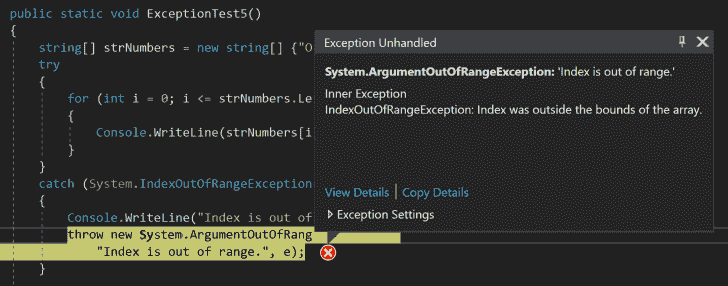 public static void ExceptionTest5()
{
string[] strNumbers = new string[] {"O
try
{
for (int i = 0; i <= strNumbers.Le
{
Console.WriteLine(strNumbers[i
}
}
catch (System.IndexOutOfRangeException
{
Console.WriteLine("Index is out of
throw new System.ArgumentOutOfRang
"Index is out of range.", e);
}
Exception Unhandled
System.ArgumentOutOfRangeException: 'Index is out of range.'
Inner Exception
IndexOutOfRangeException: Index was outside the bounds of the array.
View Details | Copy Details
Exception Settings